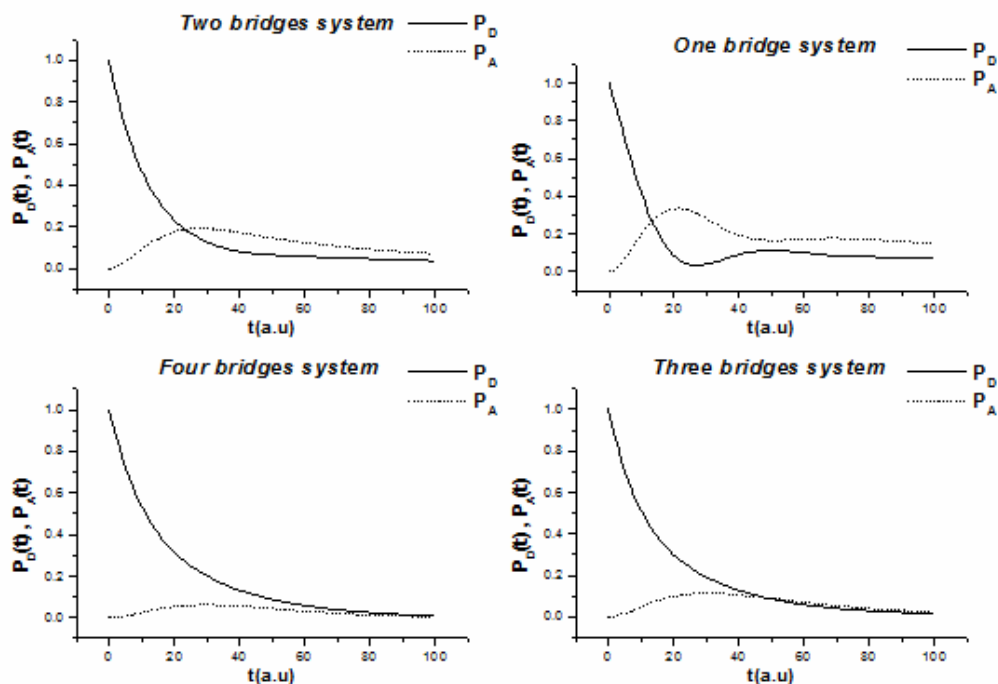 Two bridges system
P_D
P_A
1.0
0.8
0.6
0.4
0.2
0.0
P_D(t) , P_A(t)
0
20
40
60
80
100
t(a.u)
One bridge system
P_D
P_A
1.0
0.8
0.6
0.4
0.2
0.0
P_D(t) , P_A(t)
0
20
40
60
80
100
t(a.u)
Four bridges system
P_D
P_A
1.0
0.8
0.6
0.4
0.2
0.0
P_D(t) , P_A(t)
0
20
40
60
80
100
t(a.u)
Three bridges system
P_D
P_A
1.0
0.8
0.6
0.4
0.2
0.0
P_D(t) , P_A(t)
0
20
40
60
80
100
t(a.u)